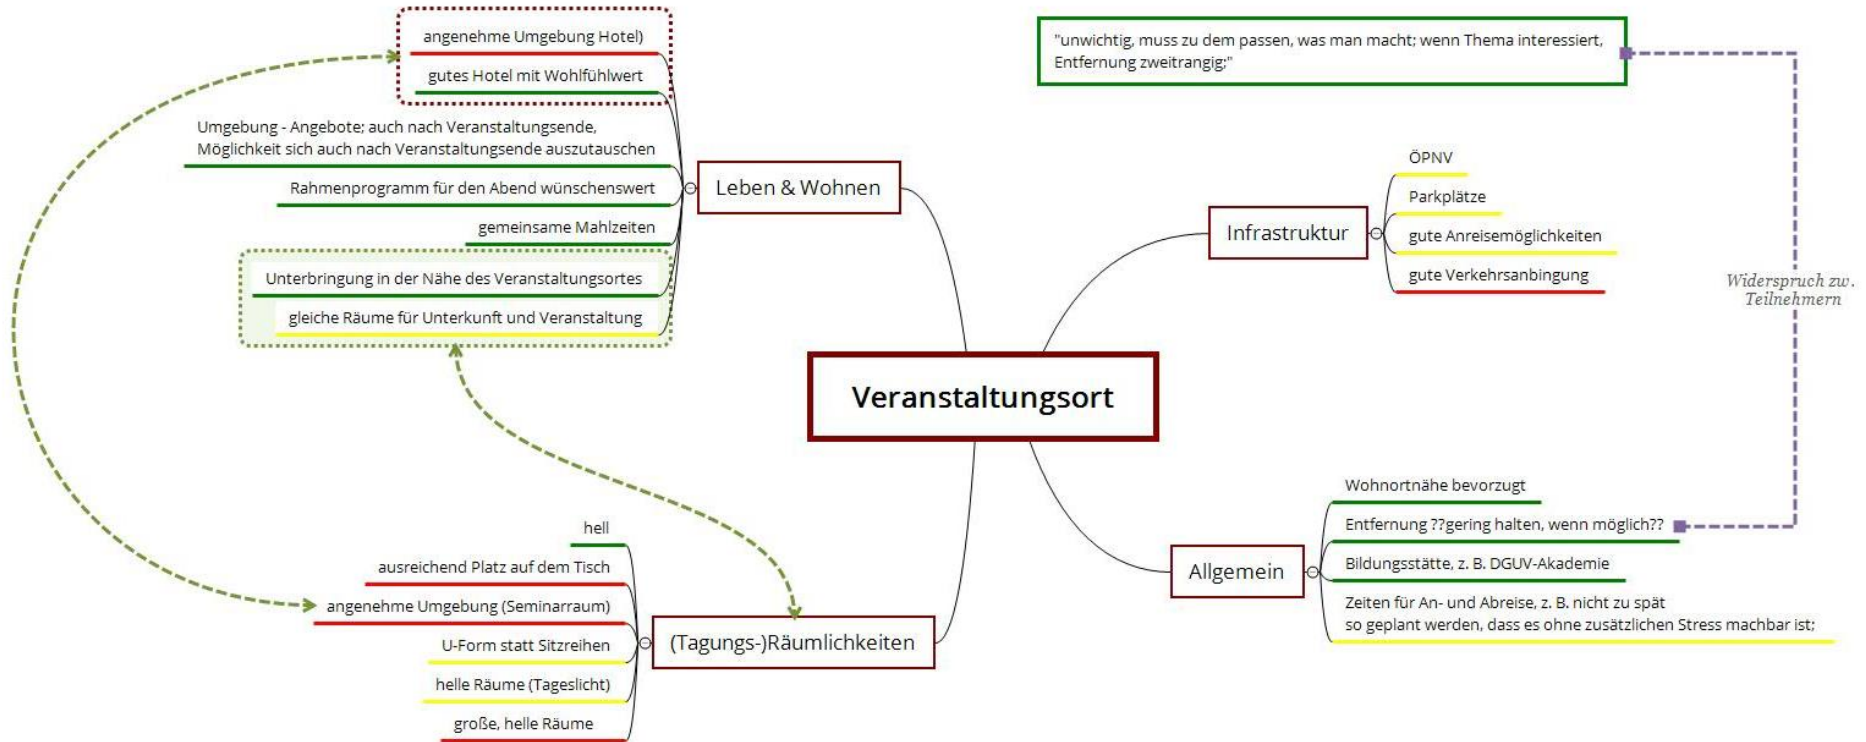 angenehme Umgebung Hotel)
gutes Hotel mit Wohlfühlwert
Umgebung - Angebote; auch nach Veranstaltungsende,
Möglichkeit sich auch nach Veranstaltungsende auszutauschen
Rahmenprogramm für den Abend wünschenswert
gemeinsame Mahlzeiten
Unterbringung in der Nähe des Veranstaltungsortes
gleiche Räume für Unterkunft und Veranstaltung
Leben & Wohnen
"unwichtig, muss zu dem passen, was man macht; wenn Thema interessiert,
Entfernung zweitrangig;"
Infrastruktur
ÖPNV
Parkplätze
gute Anreisemöglichkeiten
gute Verkehrsanbingung
Widerspruch zw.
Teilnehmern
Veranstaltungsort
hell
ausreichend Platz auf dem Tisch
angenehme Umgebung (Seminarraum)
U-Form statt Sitzreihen
helle Räume (Tageslicht)
große, helle Räume
(Tagungs-)Räumlichkeiten
Allgemein
Wohnortnähe bevorzugt
Entfernung ??gering halten, wenn möglich??
Bildungsstätte, z. B. DGUV-Akademie
Zeiten für An- und Abreise, z. B. nicht zu spät
so geplant werden, dass es ohne zusätzlichen Stress machbar ist;